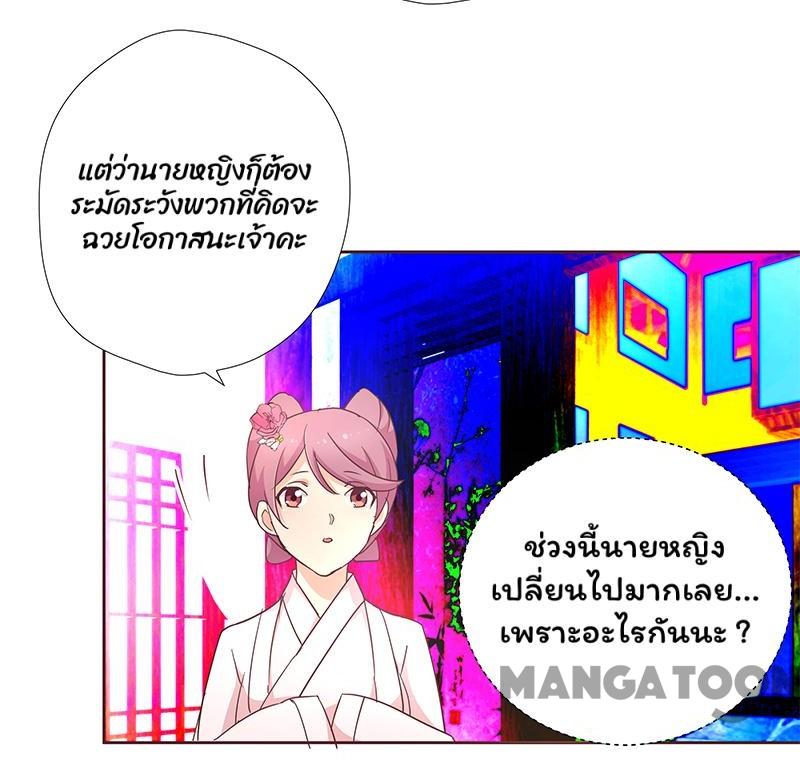 แต่ว่านายหญิงก็ต้อง
ระมัดระวังพวกที่คิดจะ
ฉวยโอกาสนะเจ้าคะ
ช่วงนี้นายหญิง
เปลี่ยนไปมากเลย...
เพราะอะไรกันนะ ?
MANGATOON